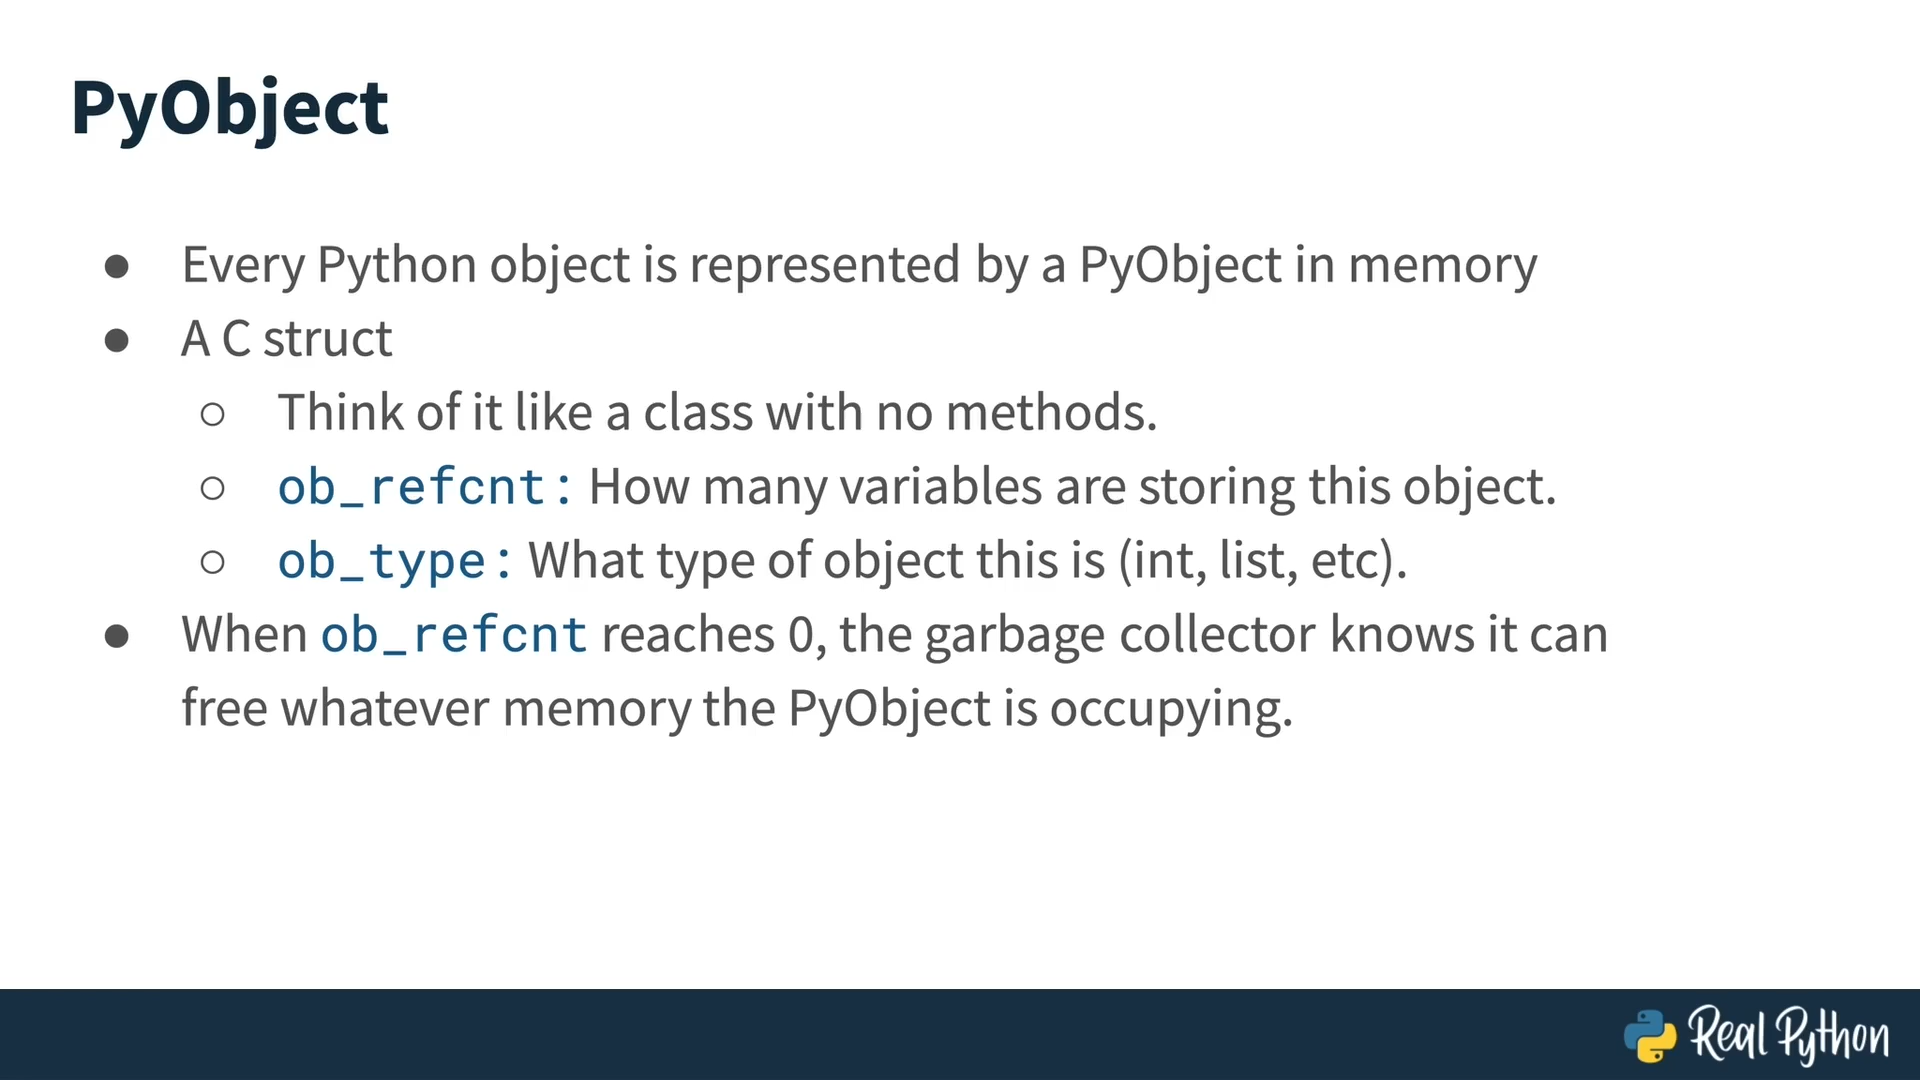 PyObject
● Every Python object is represented by a PyObject in memory
● A C struct
○ Think of it like a class with no methods.
○ ob_refcnt: How many variables are storing this object.
○ ob_type: What type of object this is (int, list, etc).
● When ob_refcnt reaches 0, the garbage collector knows it can
free whatever memory the PyObject is occupying.
Real Python